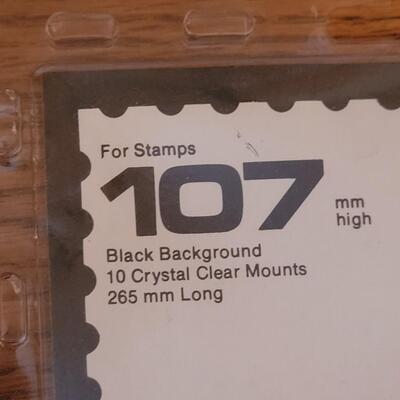 For Stamps
107 mm high
Black Background
10 Crystal Clear Mounts
265 mm Long